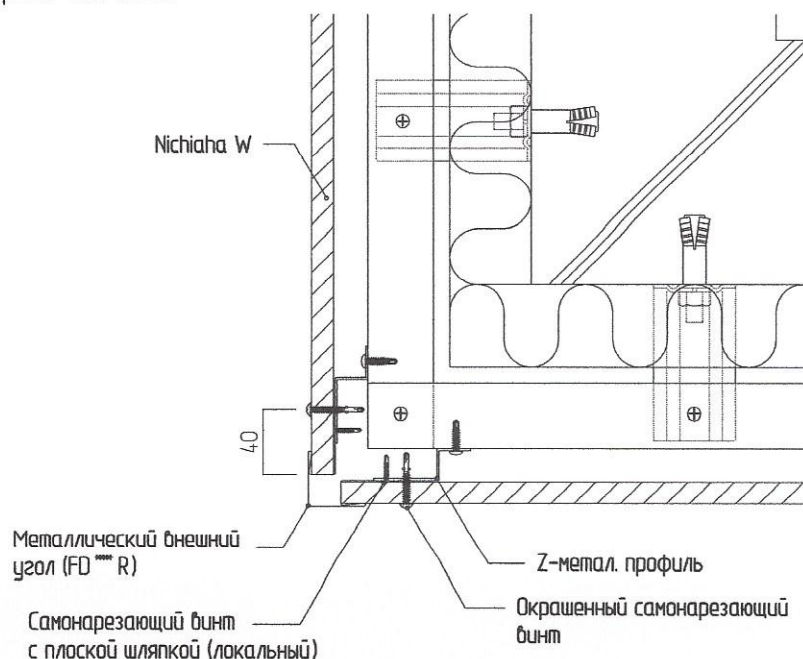 Nichiaha W
40
Металлический внешний
угол (FD**** R)
Z-метал. профиль
Самонарезающий винт
с плоской шляпкой (локальный)
Окрашенный самонарезающий
винт